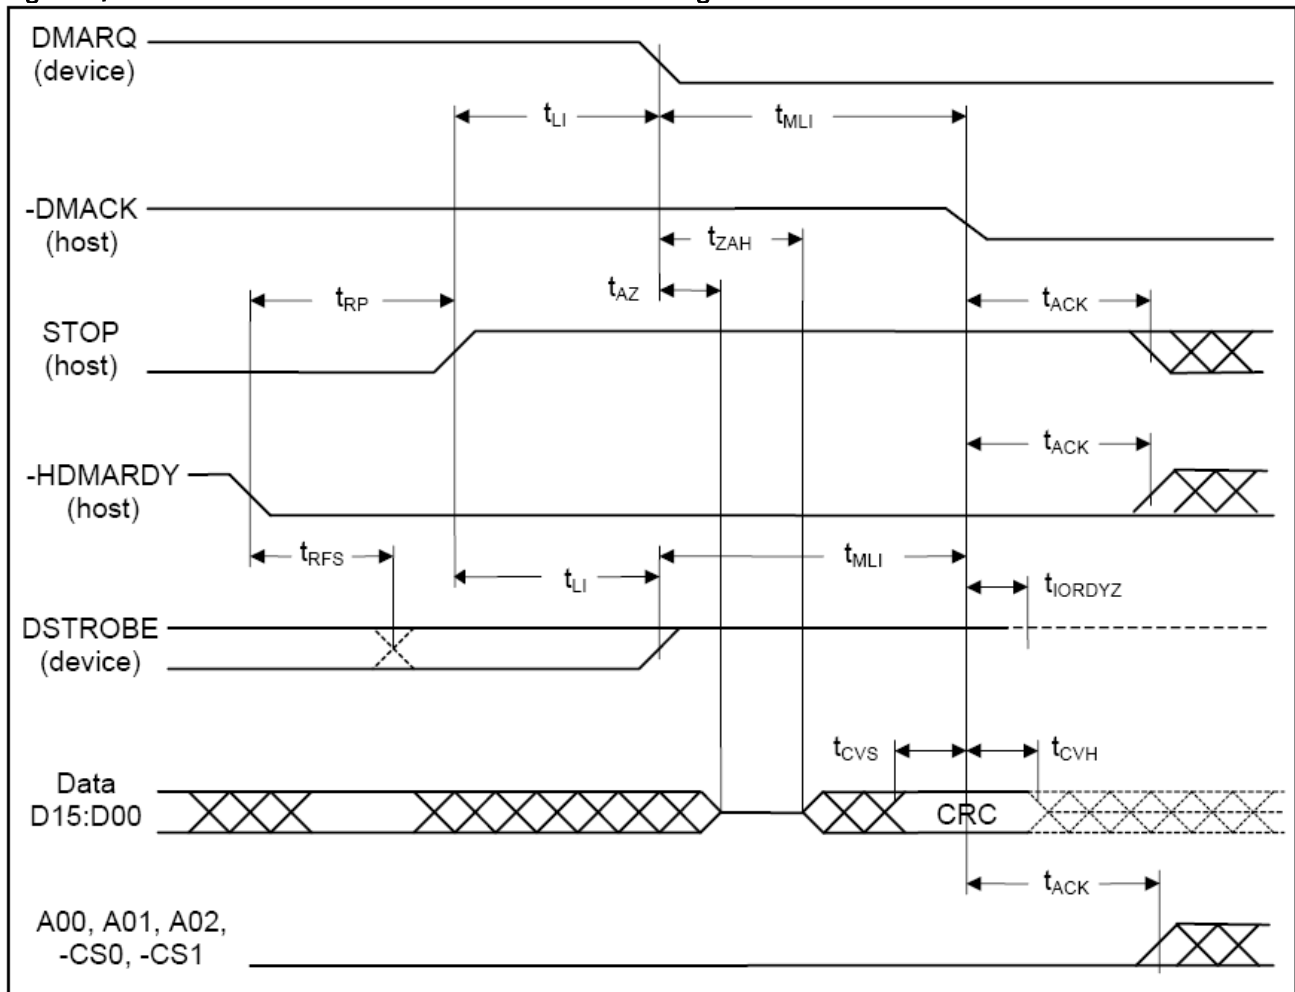 DMARQ
(device)
tLI
tMLI
-DMACK
(host)
tZAH
tAZ
tRP
tACK
STOP
(host)
tACK
-HDMARDY
(host)
tRFS
tLI
tMLI
tIORDYZ
DSTROBE
(device)
tCVS
tCVH
Data
D15:D00
CRC
tACK
A00, A01, A02,
-CS0, -CS1